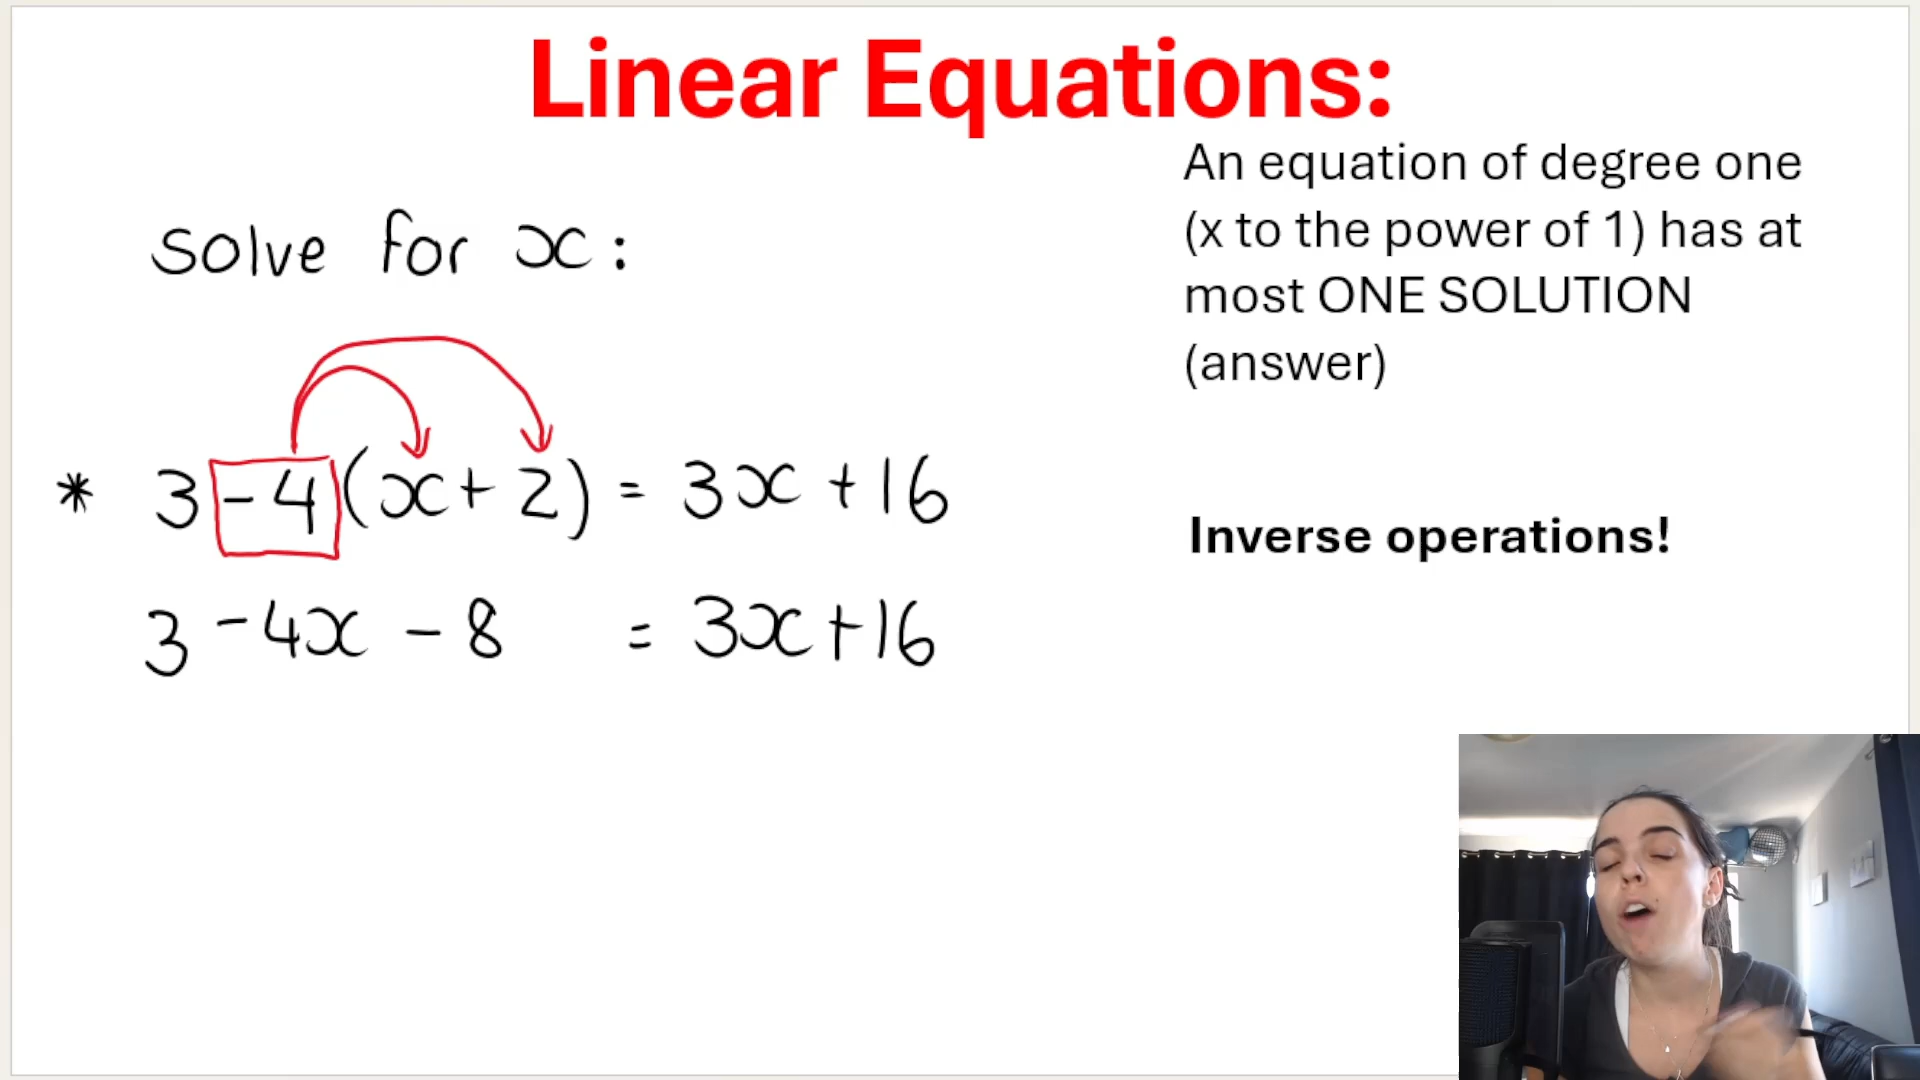 Linear Equations:
An equation of degree one
(x to the power of 1) has at
most ONE SOLUTION
(answer)
solve for x:
* 3 -4(x+2) = 3x +16
Inverse operations!
3 -4x - 8 = 3x+16